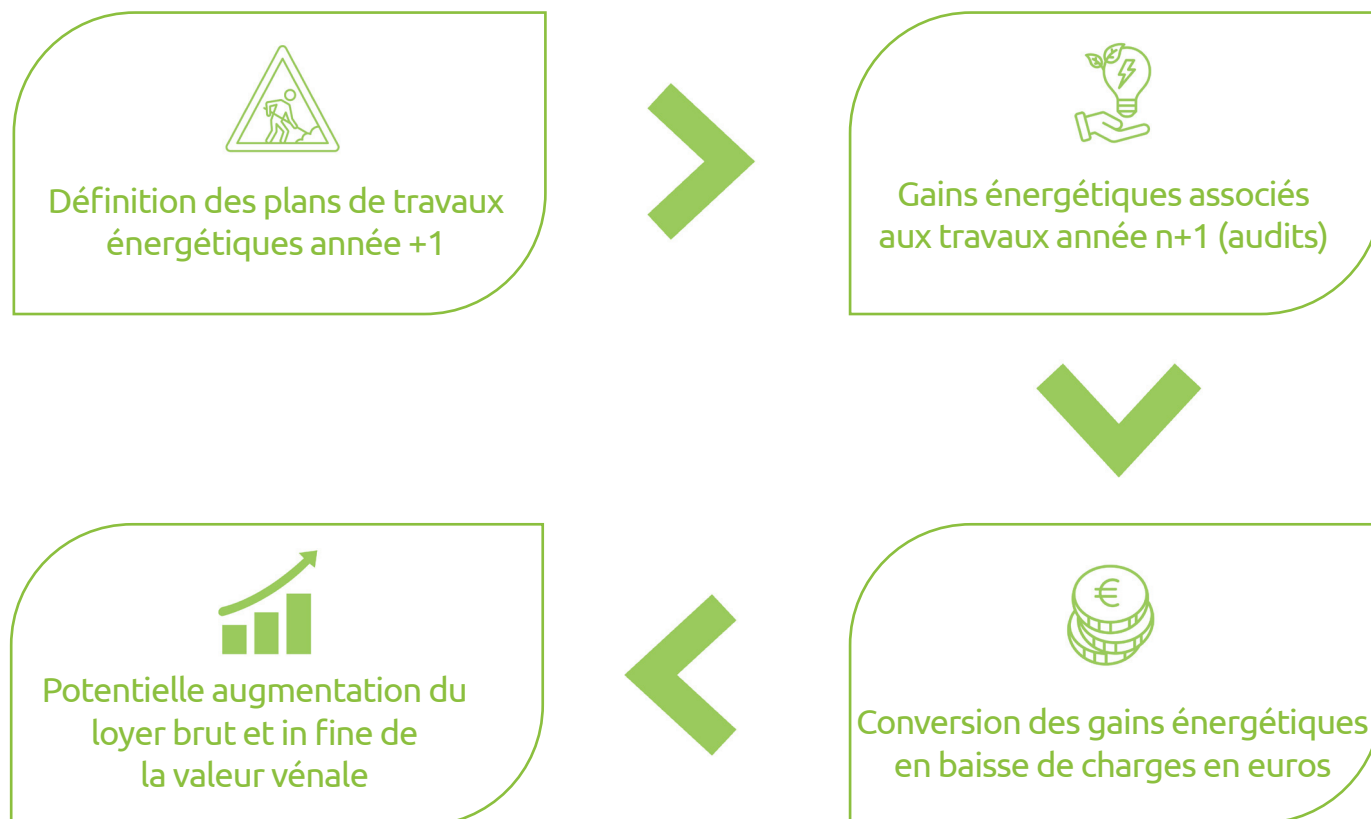 Définition des plans de travaux
énergétiques année +1
Gains énergétiques associés
aux travaux année n+1 (audits)
Conversion des gains énergétiques
en baisse de charges en euros
Potentielle augmentation du
loyer brut et in fine de
la valeur vénale